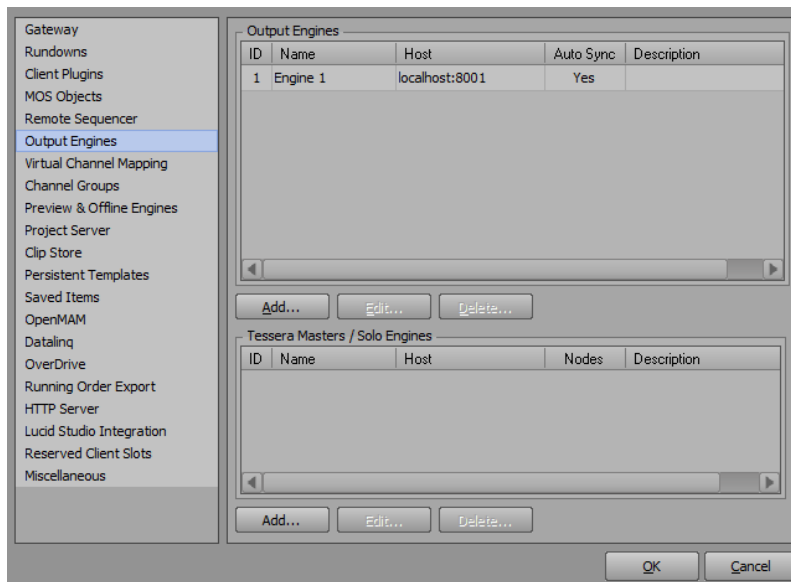 Gateway
Rundowns
Client Plugins
MOS Objects
Remote Sequencer
Output Engines
Virtual Channel Mapping
Channel Groups
Preview & Offline Engines
Project Server
Clip Store
Persistent Templates
Saved Items
OpenMAM
Datalinq
OverDrive
Running Order Export
HTTP Server
Lucid Studio Integration
Reserved Client Slots
Miscellaneous
Output Engines
ID Name Host Auto Sync Description
1 Engine 1 localhost:8001 Yes
Add... Edit... Delete...
Tessera Masters / Solo Engines
ID Name Host Nodes Description
Add... Edit... Delete...
OK Cancel